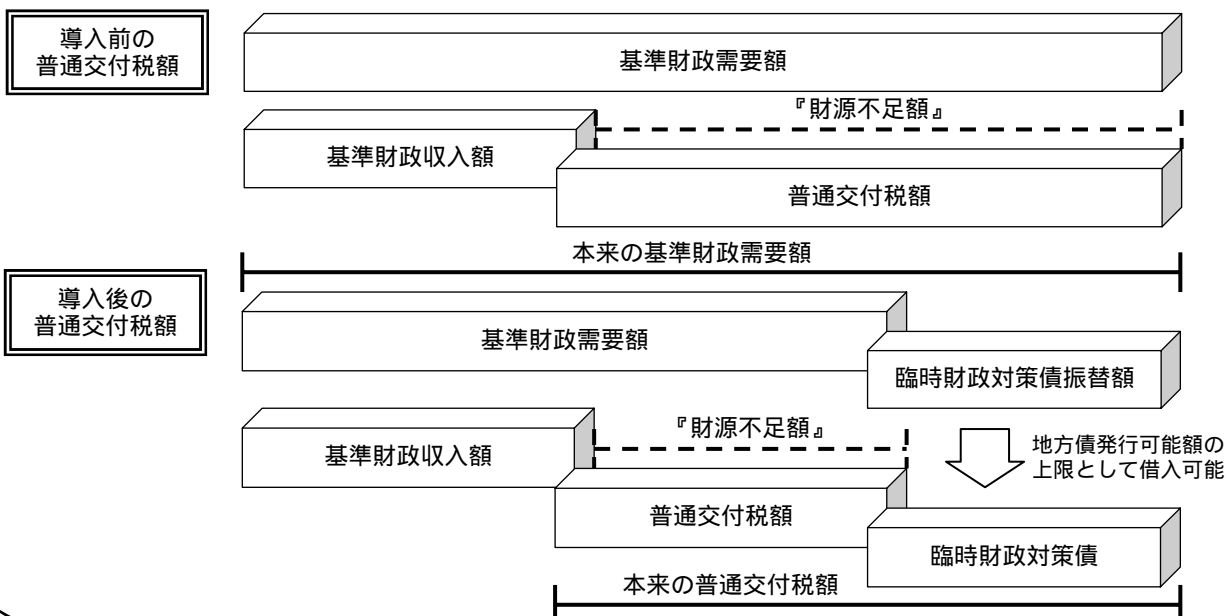 導入前の
普通交付税額
基準財政需要額
『財源不足額』
基準財政収入額
普通交付税額
本来の基準財政需要額
導入後の
普通交付税額
基準財政需要額
臨時財政対策債振替額
『財源不足額』
基準財政収入額
地方債発行可能額の
上限として借入可能
普通交付税額
臨時財政対策債
本来の普通交付税額